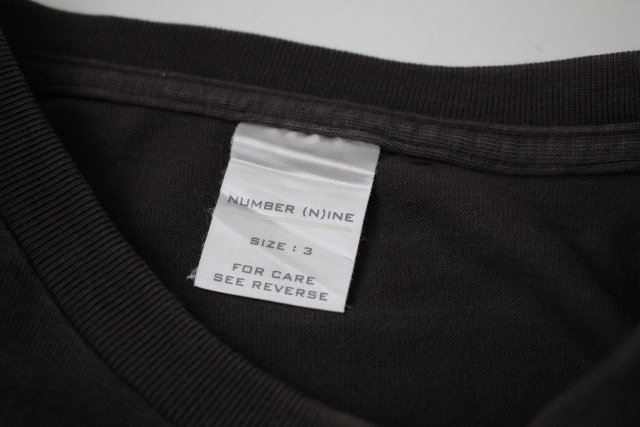 NUMBER (N)INE
SIZE : 3
FOR CARE
SEE REVERSE